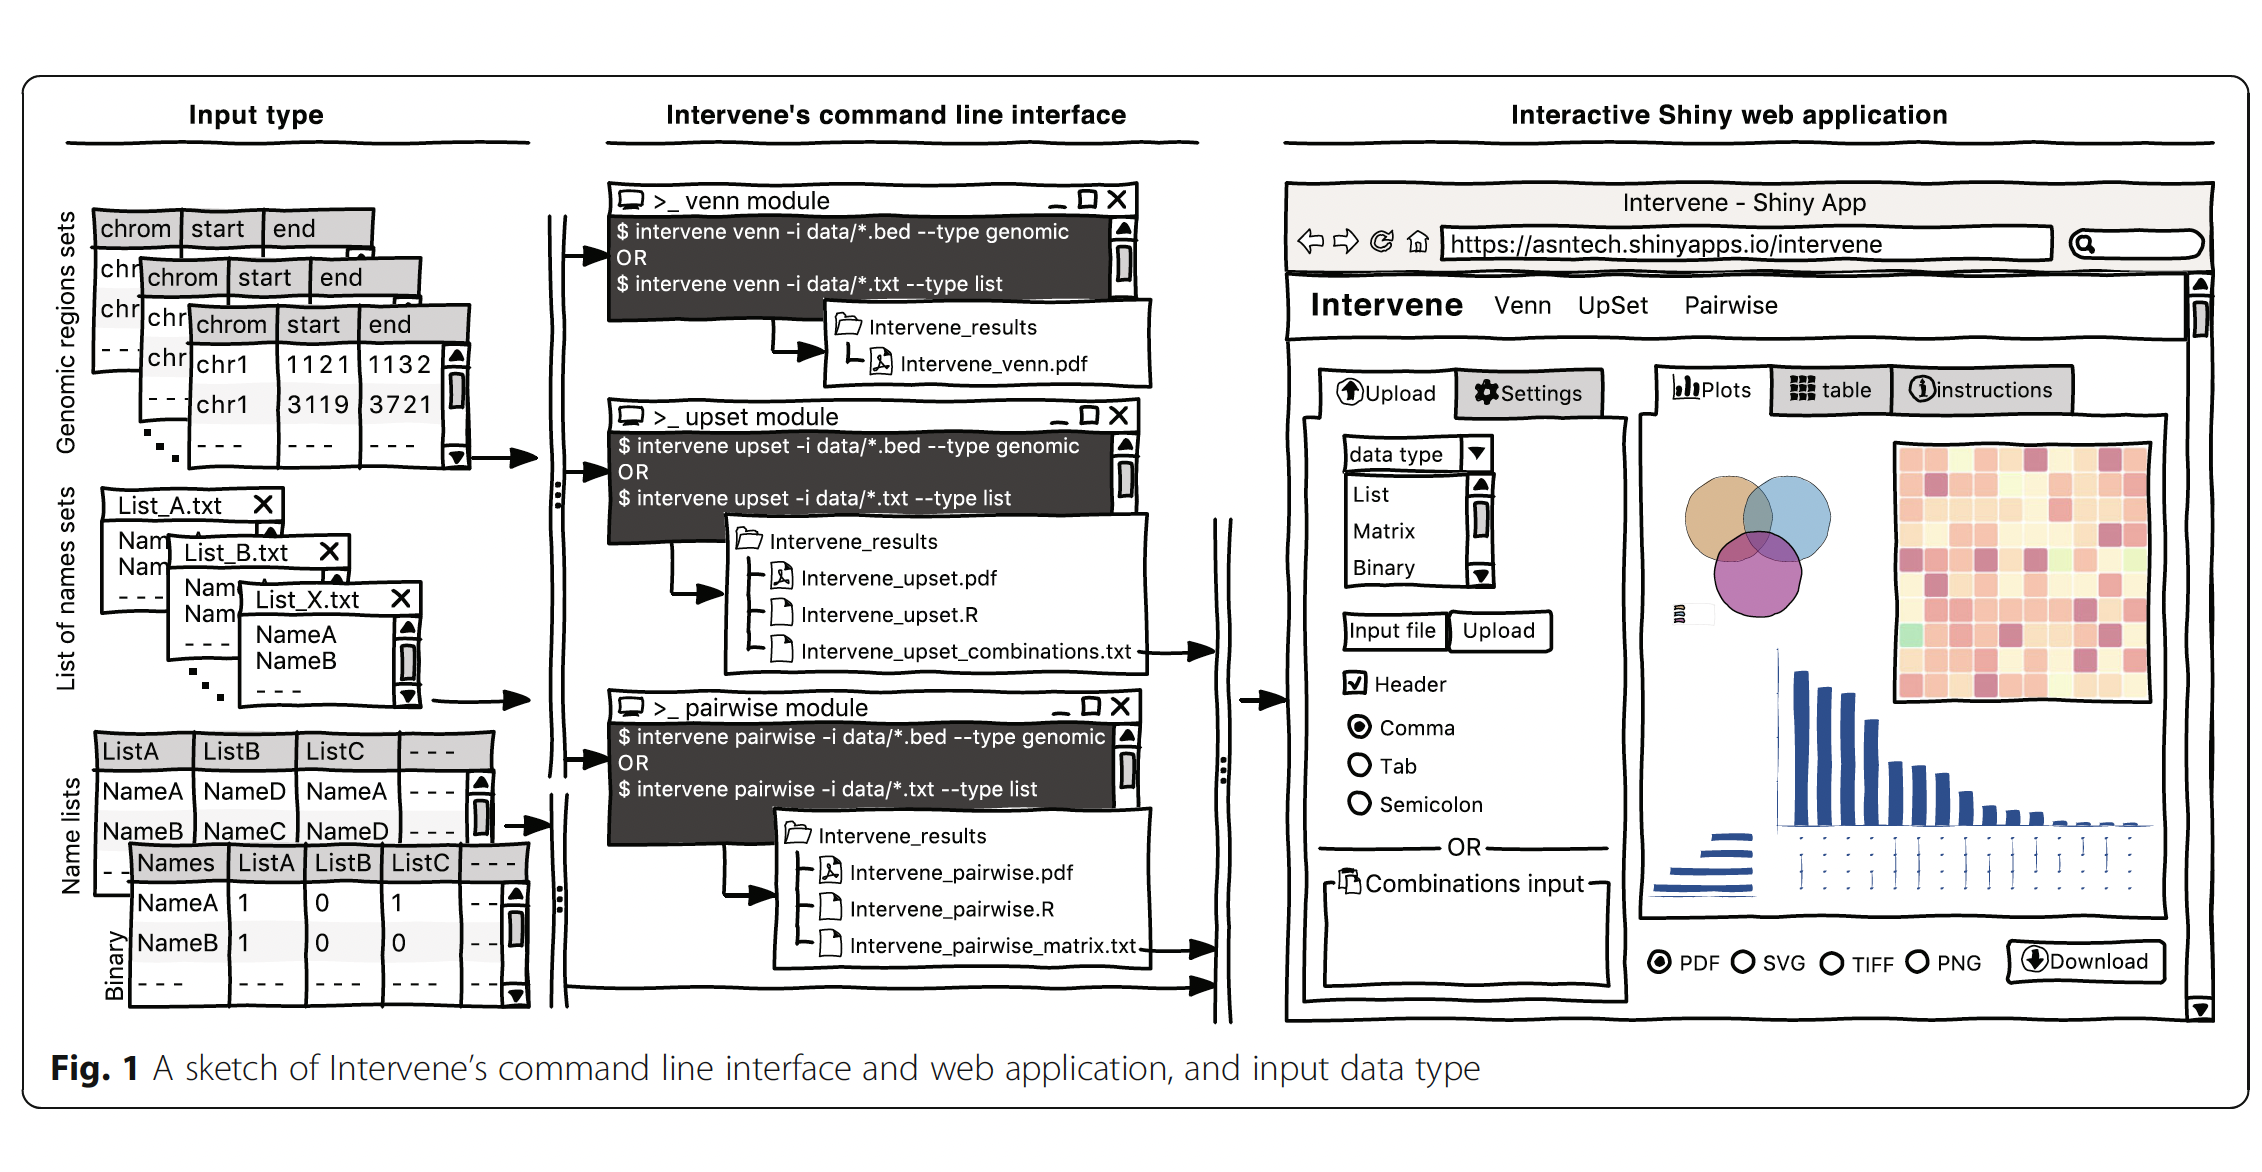 Input type
Intervene's command line interface
Interactive Shiny web application
Genomic regions sets
chrom start end
chr
chr
---
chrom start end
chr
chr
---
chrom start end
chr1 1121 1132
chr1 3119 3721
--- --- ---
List of names sets
List_A.txt
Nam
Nam
---
List_B.txt
Nam
Nam
---
List_X.txt
NameA
NameB
---
Name lists
ListA ListB ListC ---
NameA NameD NameA ---
NameB NameC NameD ---
--
Binary
Names ListA ListB ListC ---
NameA 1 0 1 --
NameB 1 0 0 --
--- --- --- --- --
>_ venn module
$ intervene venn -i data/*.bed --type genomic
OR
$ intervene venn -i data/*.txt --type list
Intervene_results
Intervene_venn.pdf
>_ upset module
$ intervene upset -i data/*.bed --type genomic
OR
$ intervene upset -i data/*.txt --type list
Intervene_results
Intervene_upset.pdf
Intervene_upset.R
Intervene_upset_combinations.txt
>_ pairwise module
$ intervene pairwise -i data/*.bed --type genomic
OR
$ intervene pairwise -i data/*.txt --type list
Intervene_results
Intervene_pairwise.pdf
Intervene_pairwise.R
Intervene_pairwise_matrix.txt
Intervene - Shiny App
https://asntech.shinyapps.io/intervene
Intervene Venn UpSet Pairwise
Upload Settings
data type
List
Matrix
Binary
Input file Upload
Header
Comma
Tab
Semicolon
OR
Combinations input
Plots table instructions
PDF SVG TIFF PNG Download
Fig. 1 A sketch of Intervene's command line interface and web application, and input data type